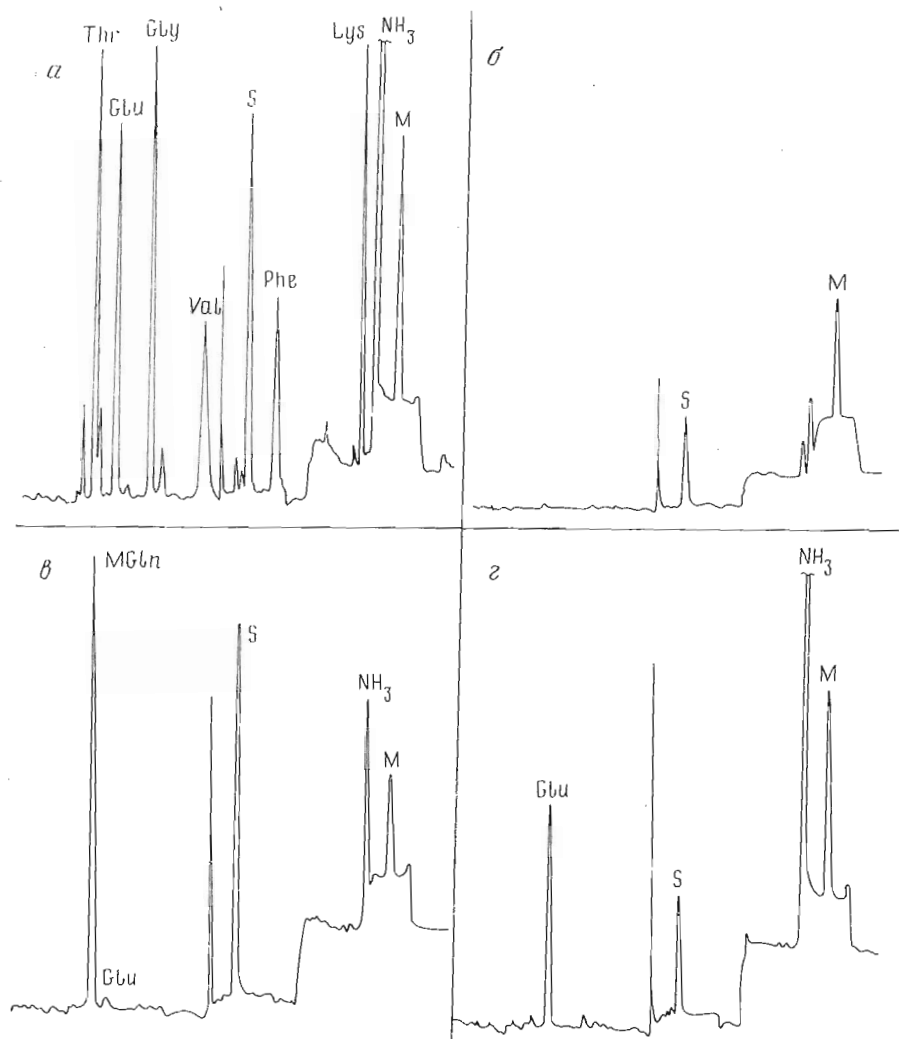 а
Thr
Gly
Glu
Val
S
Phe
Lys
NH3
M
б
S
M
в
MGln
Glu
S
NH3
M
г
Glu
S
NH3
M